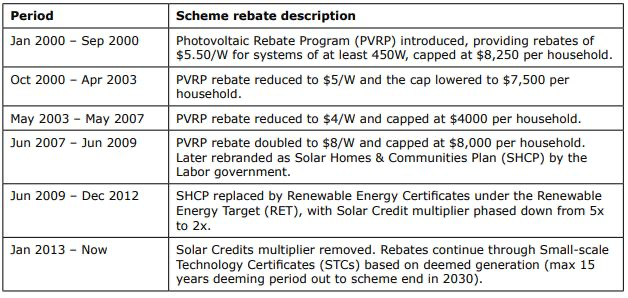 Period Scheme rebate description
Jan 2000 – Sep 2000 Photovoltaic Rebate Program (PVRP) introduced, providing rebates of
$5.50/W for systems of at least 450W, capped at $8,250 per household.
Oct 2000 – Apr 2003 PVRP rebate reduced to $5/W and the cap lowered to $7,500 per
household.
May 2003 – May 2007 PVRP rebate reduced to $4/W and capped at $4000 per household.
Jun 2007 – Jun 2009 PVRP rebate doubled to $8/W and capped at $8,000 per household.
Later rebranded as Solar Homes & Communities Plan (SHCP) by the
Labor government.
Jun 2009 – Dec 2012 SHCP replaced by Renewable Energy Certificates under the Renewable
Energy Target (RET), with Solar Credit multiplier phased down from 5x
to 2x.
Jan 2013 – Now Solar Credits multiplier removed. Rebates continue through Small-scale
Technology Certificates (STCs) based on deemed generation (max 15
years deeming period out to scheme end in 2030).